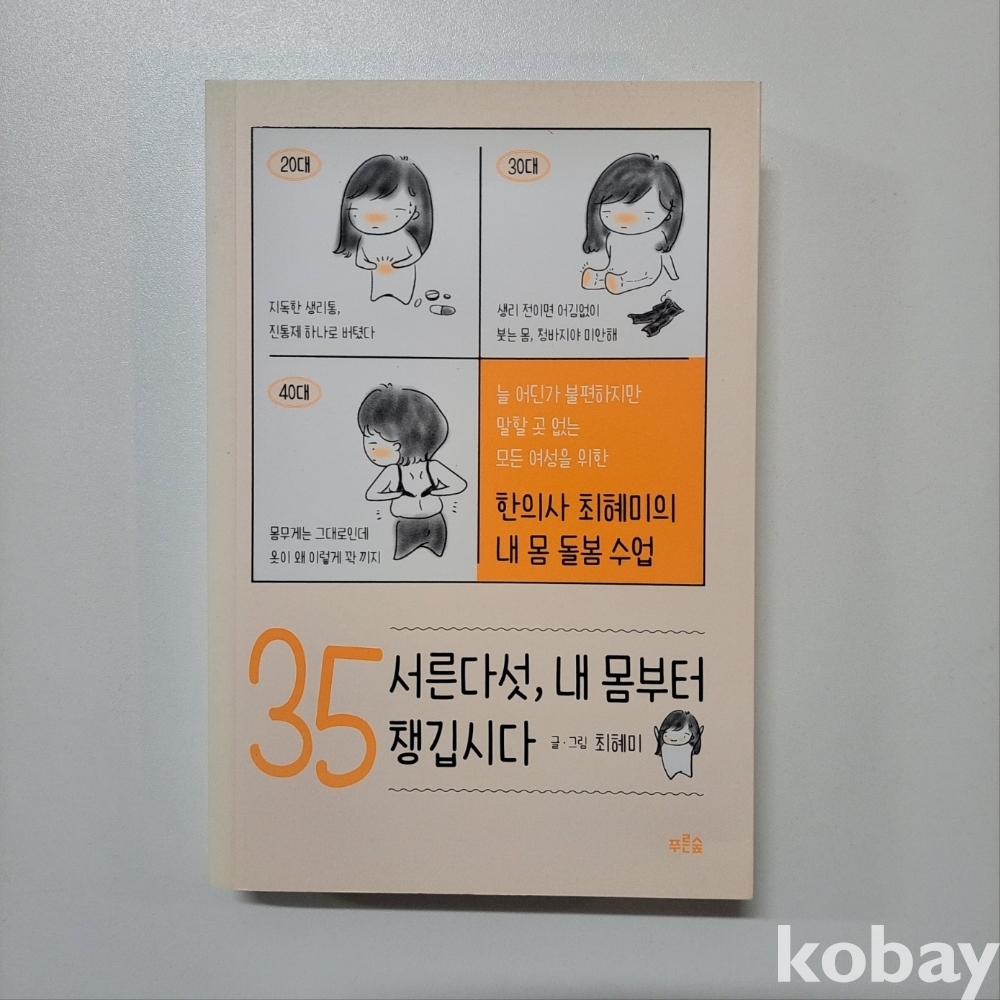 20대
지독한 생리통,
진통제 하나로 버텼다
30대
생리 전이면 어김없이
붓는 몸, 청바지야 미안해
40대
몸무게는 그대로인데
옷이 왜 이렇게 꽉 끼지
늘 어딘가 불편하지만
말할 곳 없는
모든 여성을 위한
한의사 최혜미의
내 몸 돌봄 수업
35 서른다섯, 내 몸부터
챙깁시다 글·그림 최혜미
푸른숲
kobay